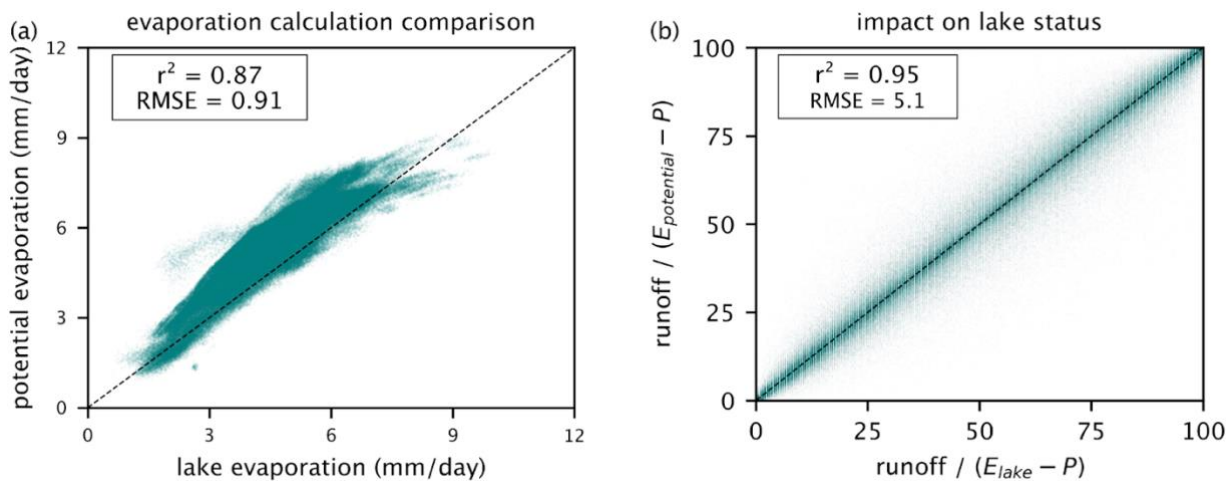 (a)
evaporation calculation comparison
r² = 0.87
RMSE = 0.91
potential evaporation (mm/day)
12
9
6
3
0
0 3 6 9 12
lake evaporation (mm/day)
(b)
impact on lake status
r² = 0.95
RMSE = 5.1
runoff / (E_potential − P)
100
75
50
25
0
0 25 50 75 100
runoff / (E_lake − P)